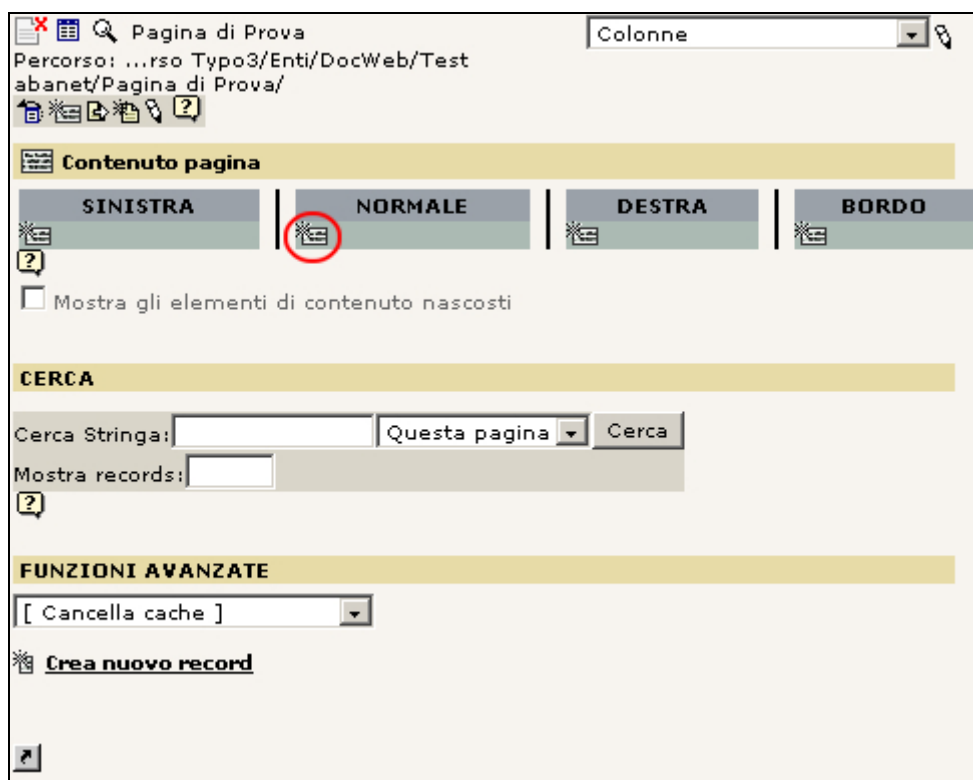 Pagina di Prova Colonne
Percorso: ...rso Typo3/Enti/DocWeb/Test
abanet/Pagina di Prova/
?
Contenuto pagina
SINISTRA NORMALE DESTRA BORDO
?
Mostra gli elementi di contenuto nascosti
CERCA
Cerca Stringa: Questa pagina Cerca
Mostra records:
?
FUNZIONI AVANZATE
[ Cancella cache ]
Crea nuovo record